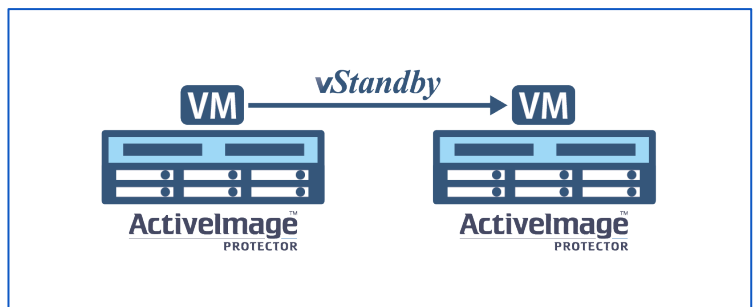 vStandby
VM
VM
ActiveImage™
PROTECTOR
ActiveImage™
PROTECTOR